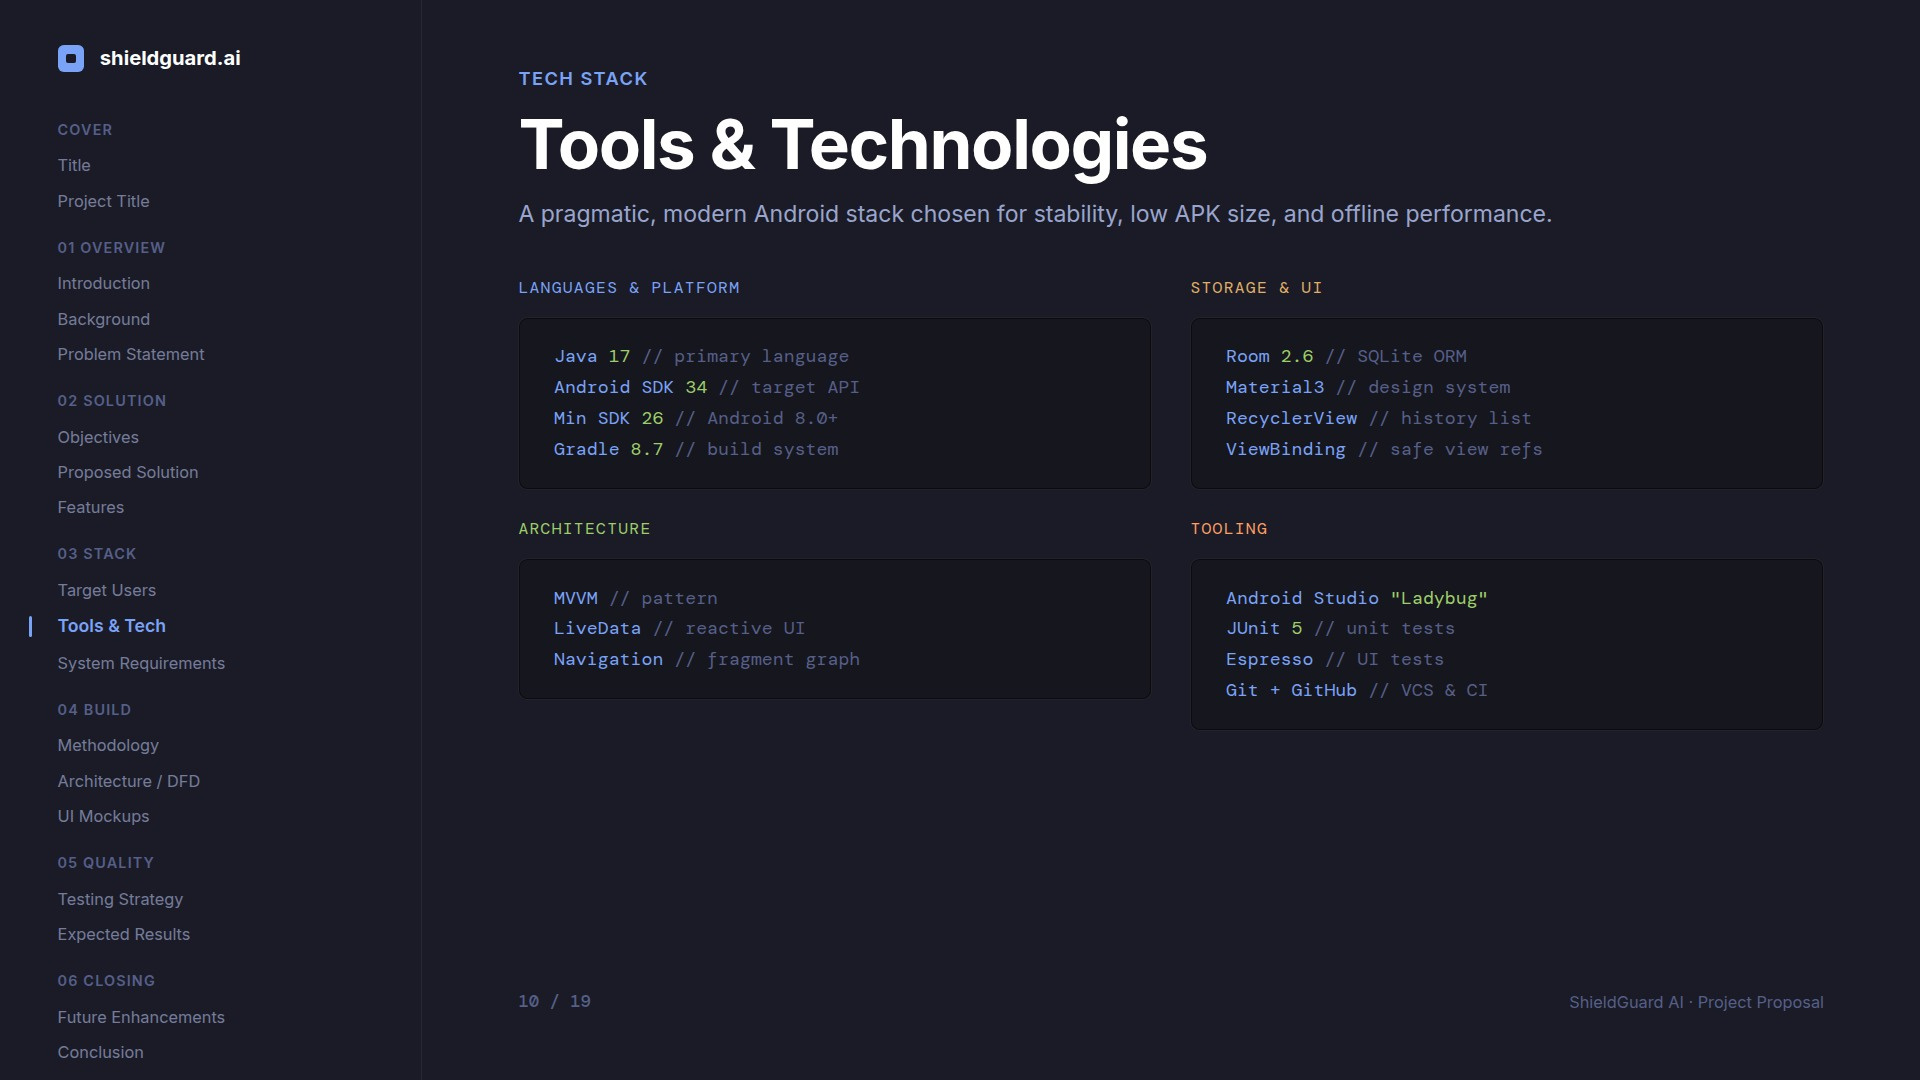 shieldguard.ai
COVER
Title
Project Title
01 OVERVIEW
Introduction
Background
Problem Statement
02 SOLUTION
Objectives
Proposed Solution
Features
03 STACK
Target Users
Tools & Tech
System Requirements
04 BUILD
Methodology
Architecture / DFD
UI Mockups
05 QUALITY
Testing Strategy
Expected Results
06 CLOSING
Future Enhancements
Conclusion
TECH STACK
Tools & Technologies
A pragmatic, modern Android stack chosen for stability, low APK size, and offline performance.
LANGUAGES & PLATFORM
Java 17 // primary language
Android SDK 34 // target API
Min SDK 26 // Android 8.0+
Gradle 8.7 // build system
STORAGE & UI
Room 2.6 // SQLite ORM
Material3 // design system
RecyclerView // history list
ViewBinding // safe view refs
ARCHITECTURE
MVVM // pattern
LiveData // reactive UI
Navigation // fragment graph
TOOLING
Android Studio "Ladybug"
JUnit 5 // unit tests
Espresso // UI tests
Git + GitHub // VCS & CI
10 / 19
ShieldGuard AI · Project Proposal